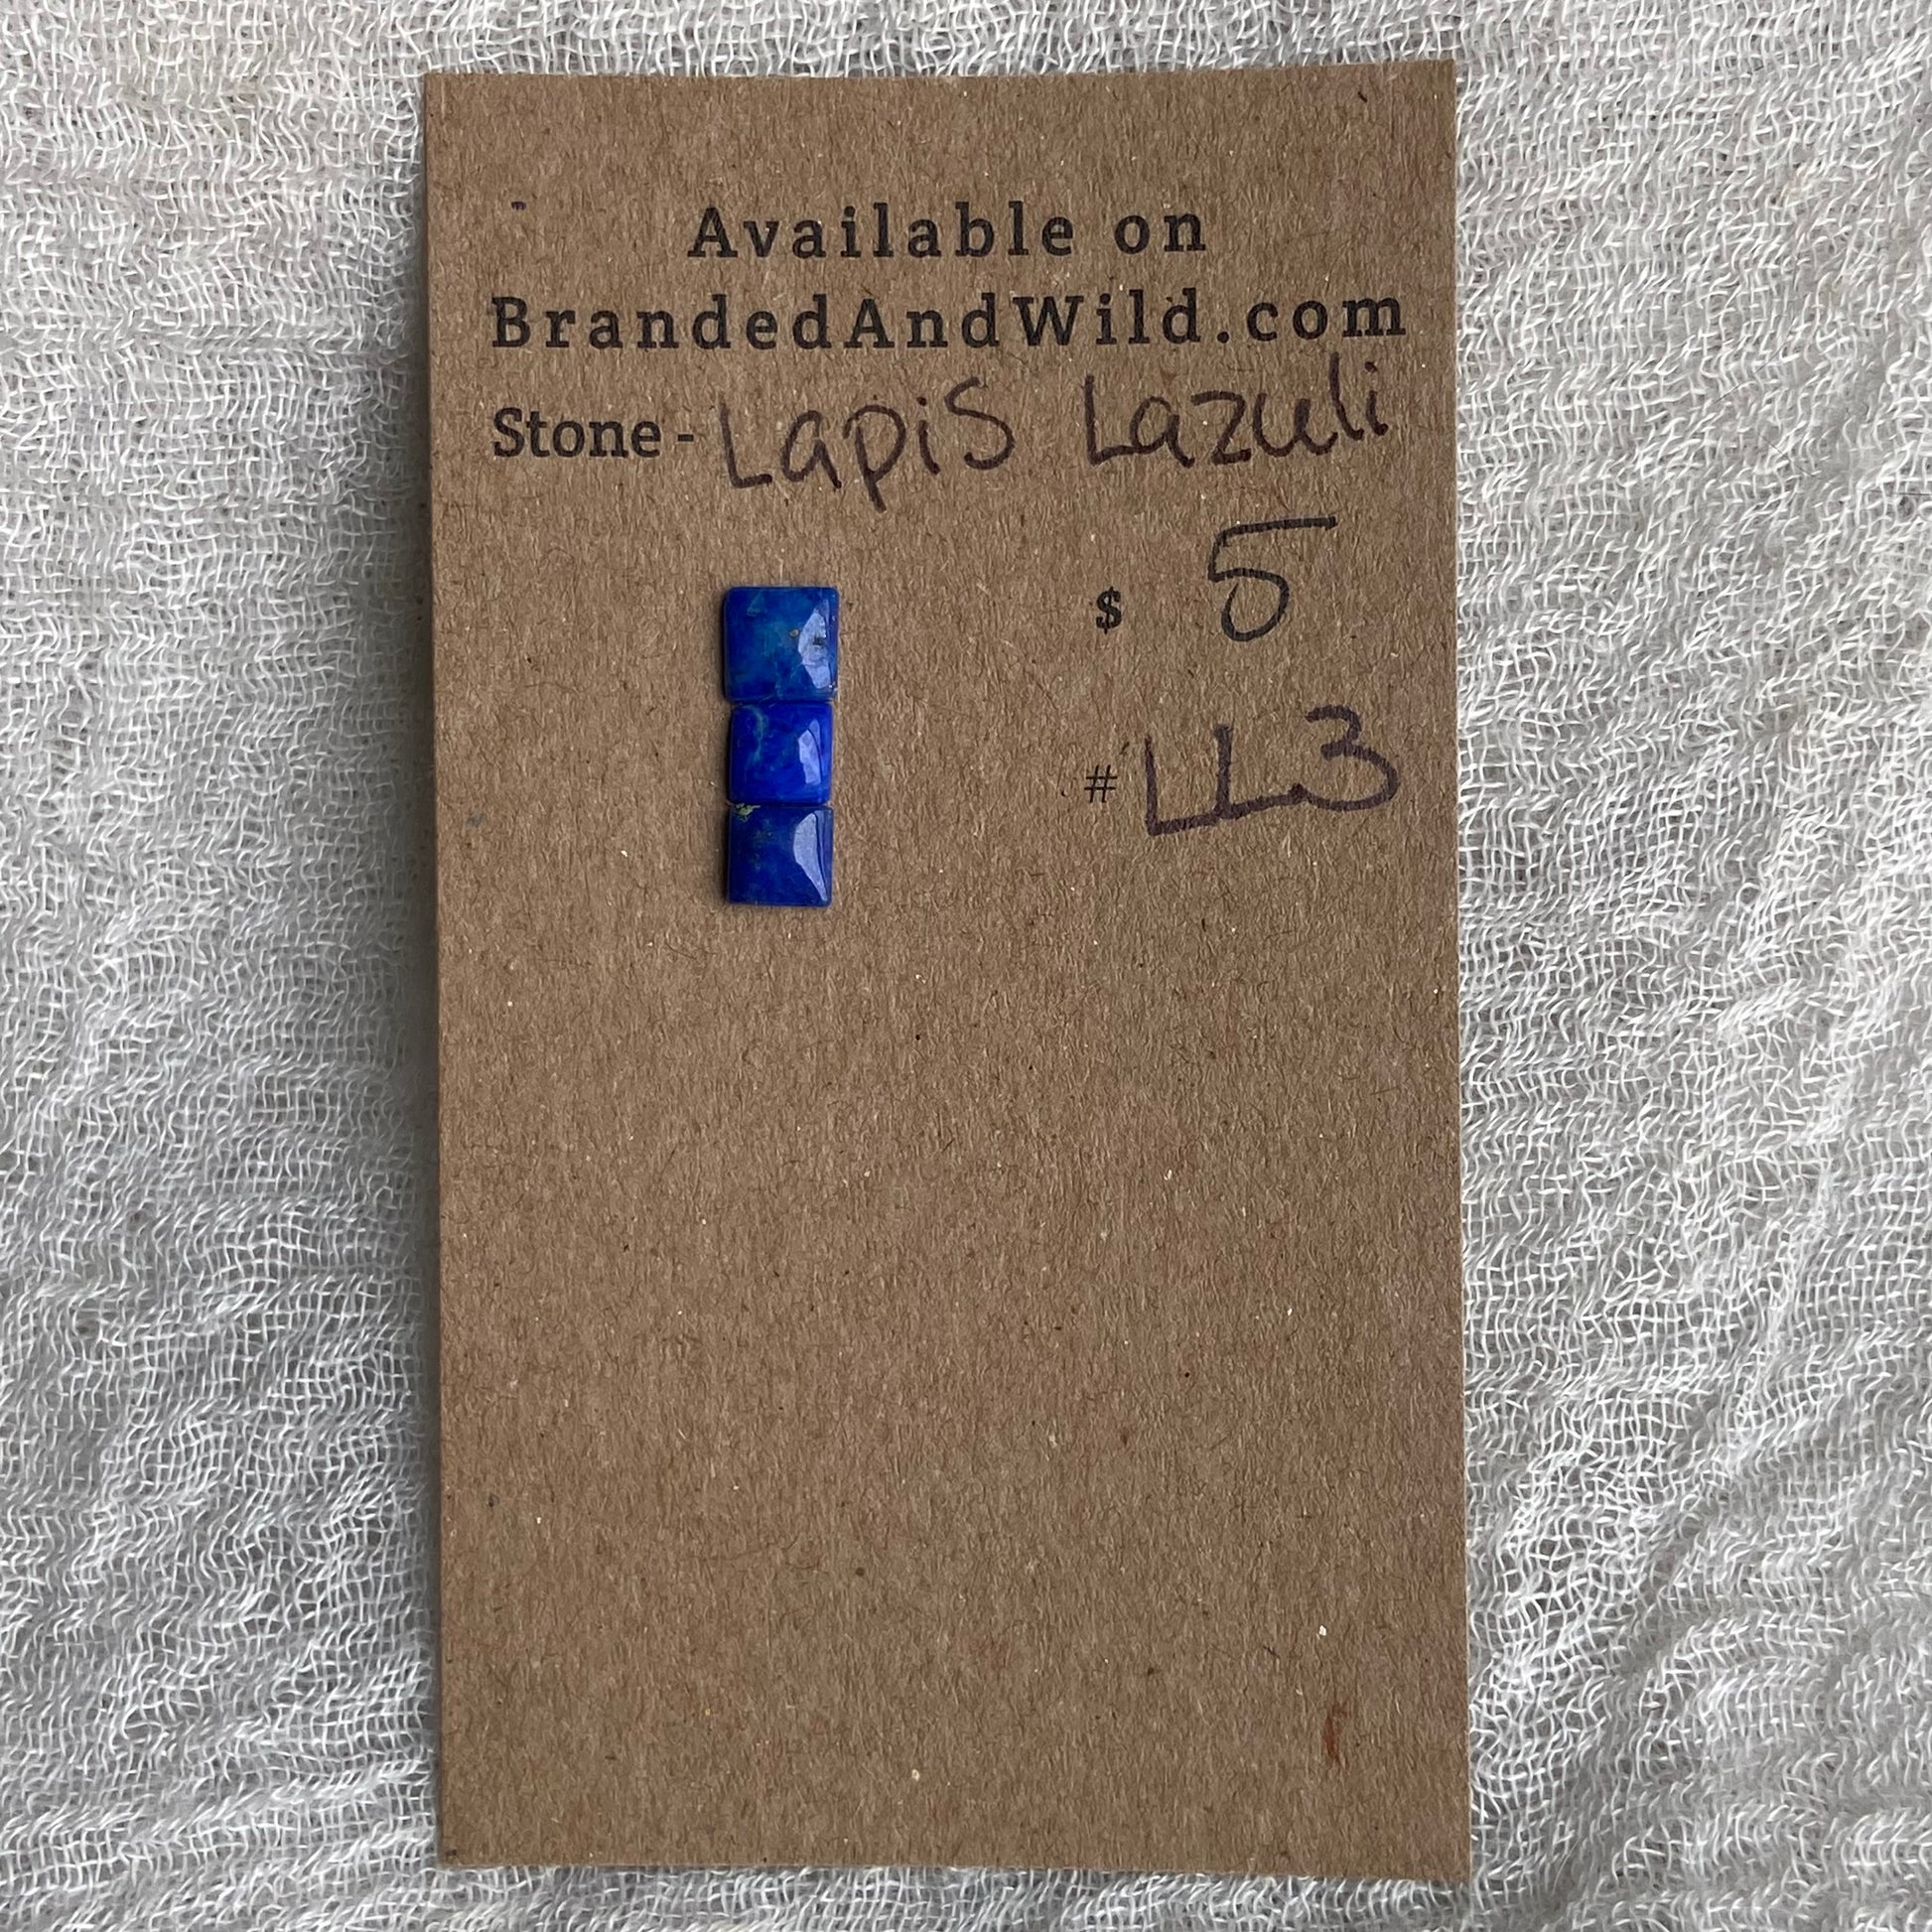 Available on
BrandedAndWild.com
Stone - Lapis Lazuli
$ 5
# LL3